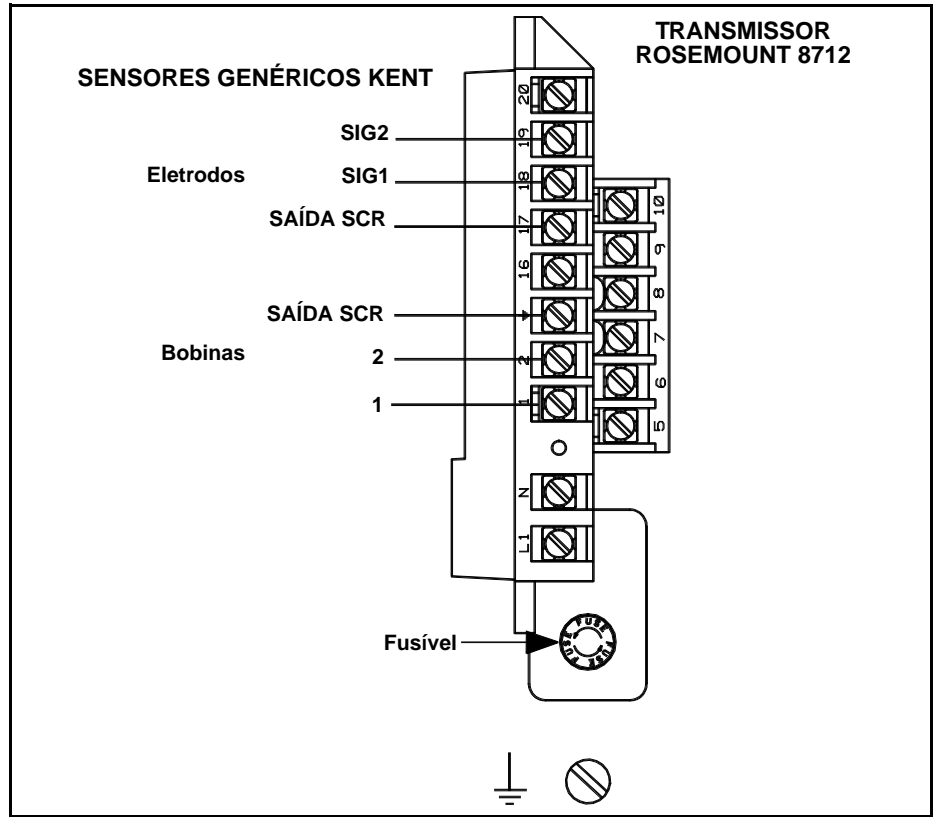 TRANSMISSOR
ROSEMOUNT 8712
SENSORES GENÉRICOS KENT
20
SIG2
19
Eletrodos
SIG1
18
10
SAÍDA SCR
17
9
16
8
SAÍDA SCR
7
Bobinas
2
2
6
1
1
5
N
L1
Fusível
FUSE FUSE FUSE